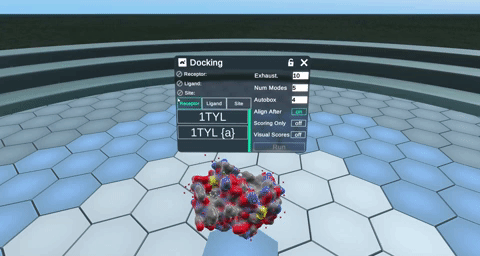 Docking
Receptor:
Ligand:
Site:
Receptor Ligand Site
1TYL
1TYL {a}
Exhaust. 10
Num Modes 5
Autobox 4
Align After on
Scoring Only off
Visual Scores off
Run